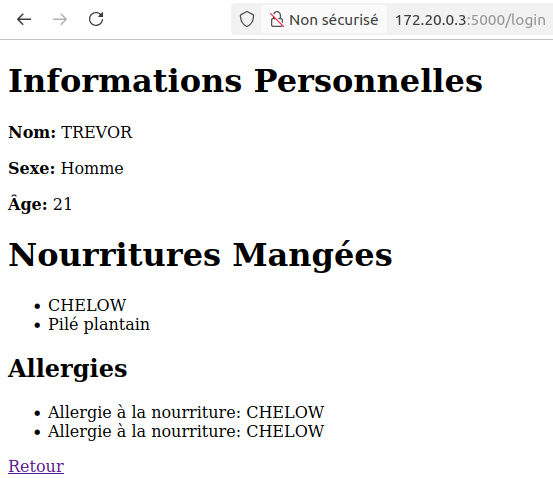 Non sécurisé 172.20.0.3:5000/login
Informations Personnelles
Nom: TREVOR
Sexe: Homme
Âge: 21
Nourritures Mangées
CHELOW
Pilé plantain
Allergies
Allergie à la nourriture: CHELOW
Allergie à la nourriture: CHELOW
Retour